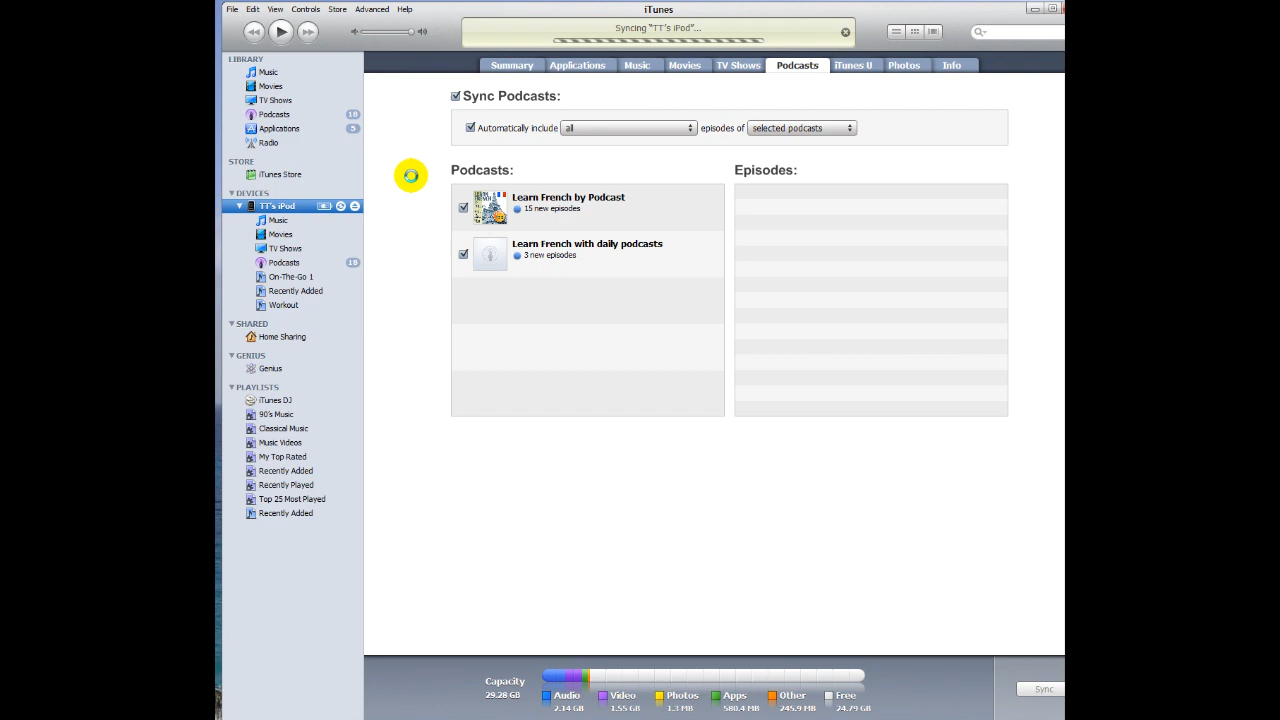 File Edit View Controls Store Advanced Help
iTunes
Syncing "TT's iPod"...
LIBRARY
Music
Movies
TV Shows
Podcasts 18
Applications 5
Radio
STORE
iTunes Store
DEVICES
TT's iPod
Music
Movies
TV Shows
Podcasts 18
On-The-Go 1
Recently Added
Workout
SHARED
Home Sharing
GENIUS
Genius
PLAYLISTS
iTunes DJ
90's Music
Classical Music
Music Videos
My Top Rated
Recently Added
Recently Played
Top 25 Most Played
Recently Added
Summary Applications Music Movies TV Shows Podcasts iTunes U Photos Info
Sync Podcasts:
Automatically include all episodes of selected podcasts
Podcasts:
Learn French by Podcast
15 new episodes
Learn French with daily podcasts
3 new episodes
Episodes:
Capacity
29.28 GB
Audio
2.14 GB
Video
1.55 GB
Photos
1.3 MB
Apps
580.4 MB
Other
245.9 MB
Free
24.79 GB
Sync